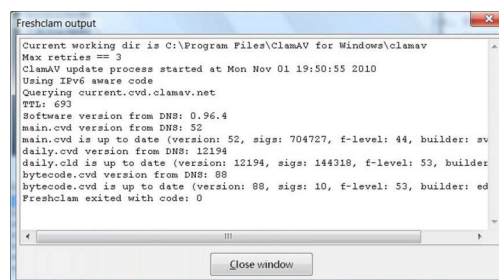 Freshclam output
Current working dir is C:\Program Files\ClamAV for Windows\clamav
Max retries == 3
ClamAV update process started at Mon Nov 01 19:50:55 2010
Using IPv6 aware code
Querying current.cvd.clamav.net
TTL: 693
Software version from DNS: 0.96.4
main.cvd version from DNS: 52
main.cvd is up to date (version: 52, sigs: 704727, f-level: 44, builder: sv
daily.cvd version from DNS: 12194
daily.cld is up to date (version: 12194, sigs: 144318, f-level: 53, builder
bytecode.cvd version from DNS: 88
bytecode.cvd is up to date (version: 88, sigs: 10, f-level: 53, builder: ed
Freshclam exited with code: 0
Close window